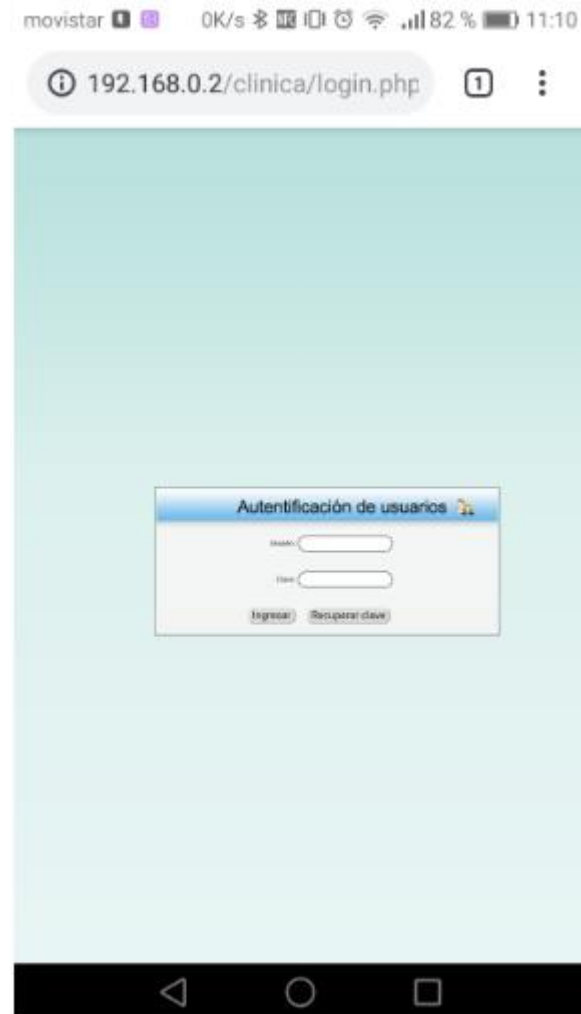 movistar 0K/s 82 % 11:10
192.168.0.2/clinica/login.php
1
Autentificación de usuarios
Clave
Ingresar Recuperar clave